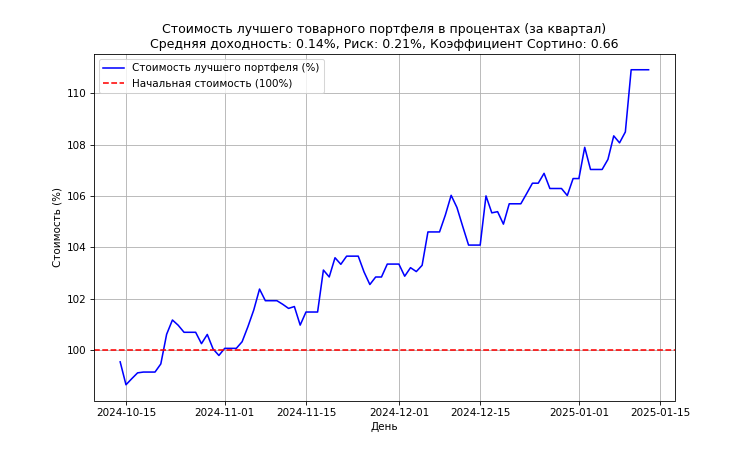 Стоимость лучшего товарного портфеля в процентах (за квартал)
Средняя доходность: 0.14%, Риск: 0.21%, Коэффициент Сортино: 0.66
Стоимость лучшего портфеля (%)
Начальная стоимость (100%)
Стоимость (%)
110
108
106
104
102
100
2024-10-15
2024-11-01
2024-11-15
2024-12-01
2024-12-15
2025-01-01
2025-01-15
День